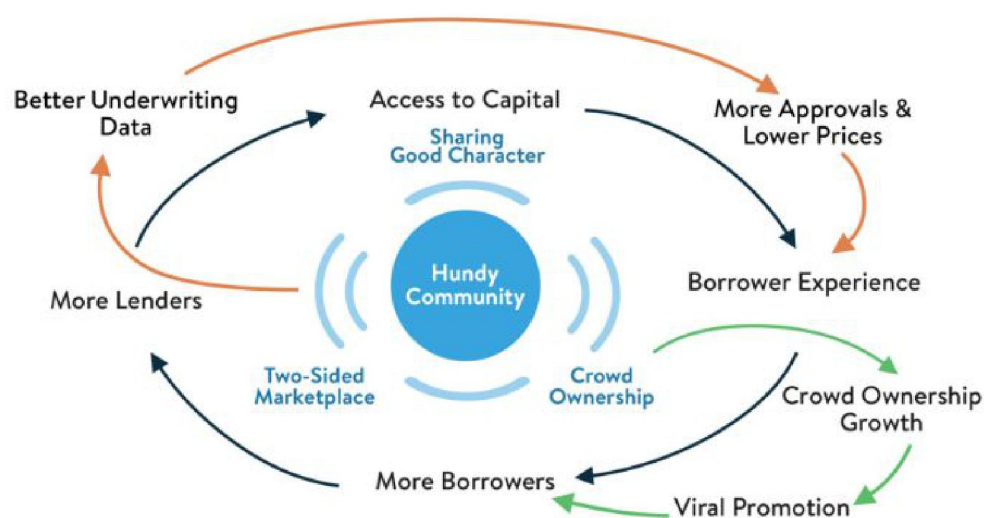 Better Underwriting
Data
Access to Capital
More Approvals &
Lower Prices
Sharing
Good Character
Hundy
Community
More Lenders
Borrower Experience
Two-Sided
Marketplace
Crowd
Ownership
Crowd Ownership
Growth
More Borrowers
Viral Promotion